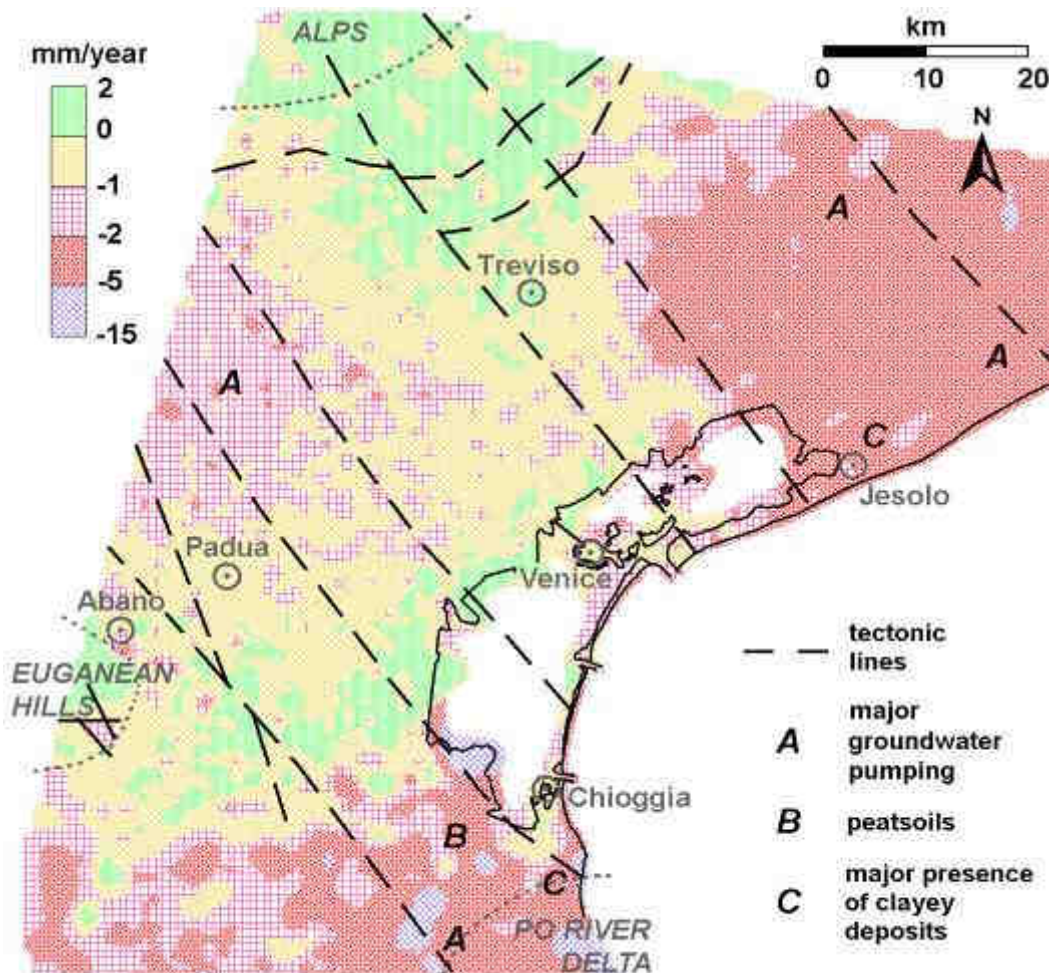 ALPS
km
0 10 20
mm/year
2
0
-1
-2
-5
-15
N
A
A
Treviso
A
A
C
Jesolo
Padua
Venice
Abano
EUGANEAN
HILLS
Chioggia
B
C
A
PO RIVER
DELTA
tectonic
lines
A
major
groundwater
pumping
B
peatsoils
C
major presence
of clayey
deposits